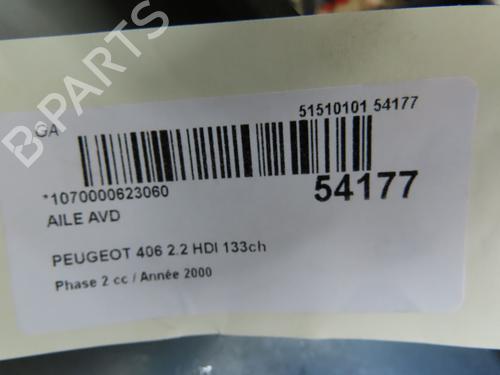 GA
51510101 54177
*1070000623060
54177
AILE AVD
PEUGEOT 406 2.2 HDI 133ch
Phase 2 cc / Année 2000
B-PARTS